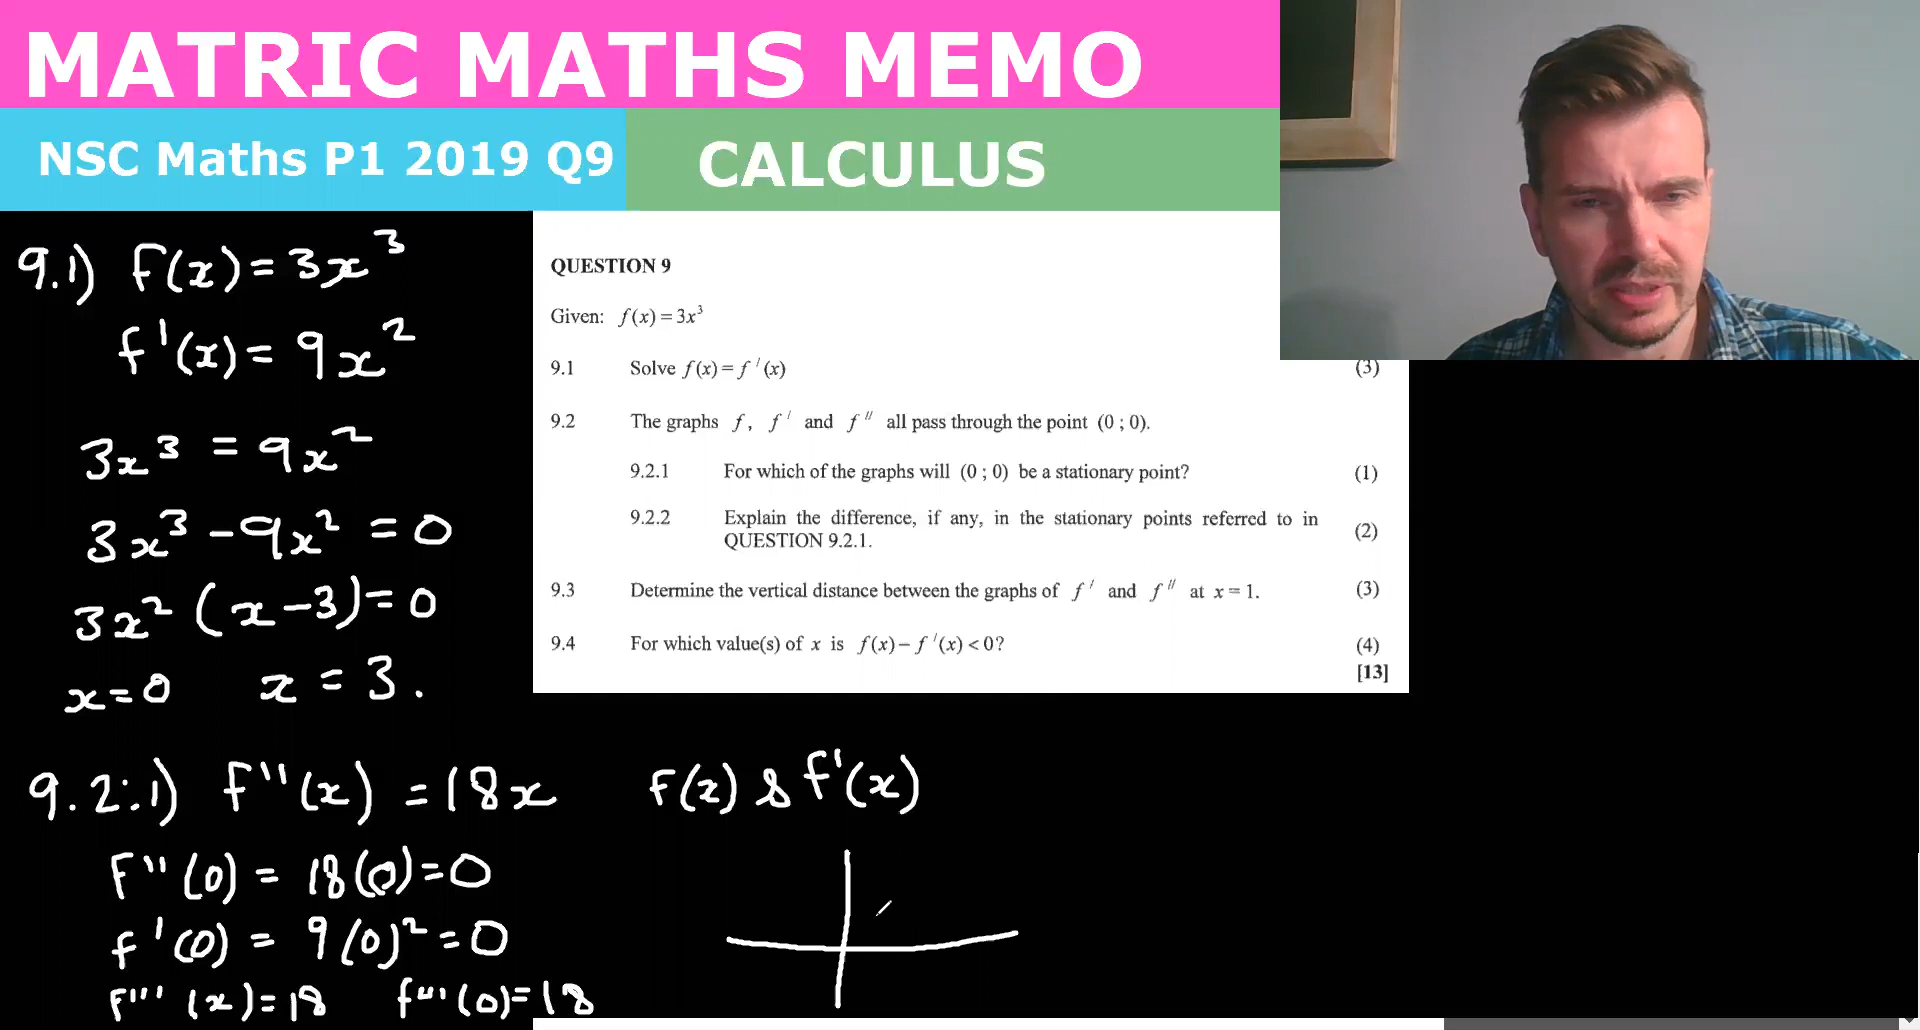 MATRIC MATHS MEMO
NSC Maths P1 2019 Q9
CALCULUS
9.1) f(x) = 3x³
f'(x) = 9x²
3x³ = 9x²
3x³ - 9x² = 0
3x² (x - 3) = 0
x = 0 x = 3.
QUESTION 9
Given: f(x) = 3x³
9.1 Solve f(x) = f ′(x) (3)
9.2 The graphs f, f ′ and f ″ all pass through the point (0 ; 0).
9.2.1 For which of the graphs will (0 ; 0) be a stationary point? (1)
9.2.2 Explain the difference, if any, in the stationary points referred to in
QUESTION 9.2.1. (2)
9.3 Determine the vertical distance between the graphs of f ′ and f ″ at x = 1. (3)
9.4 For which value(s) of x is f(x) − f ′(x) < 0? (4)
[13]
9.2.1) f''(x) = 18x f(x) & f'(x)
f''(0) = 18(0) = 0
f'(0) = 9(0)² = 0
f'''(x) = 18 f'''(0) = 18